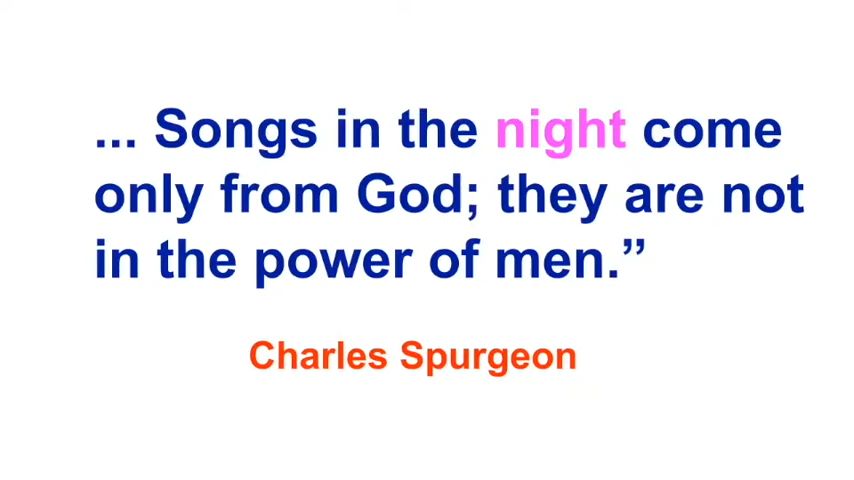 ... Songs in the night come
only from God; they are not
in the power of men.”
Charles Spurgeon